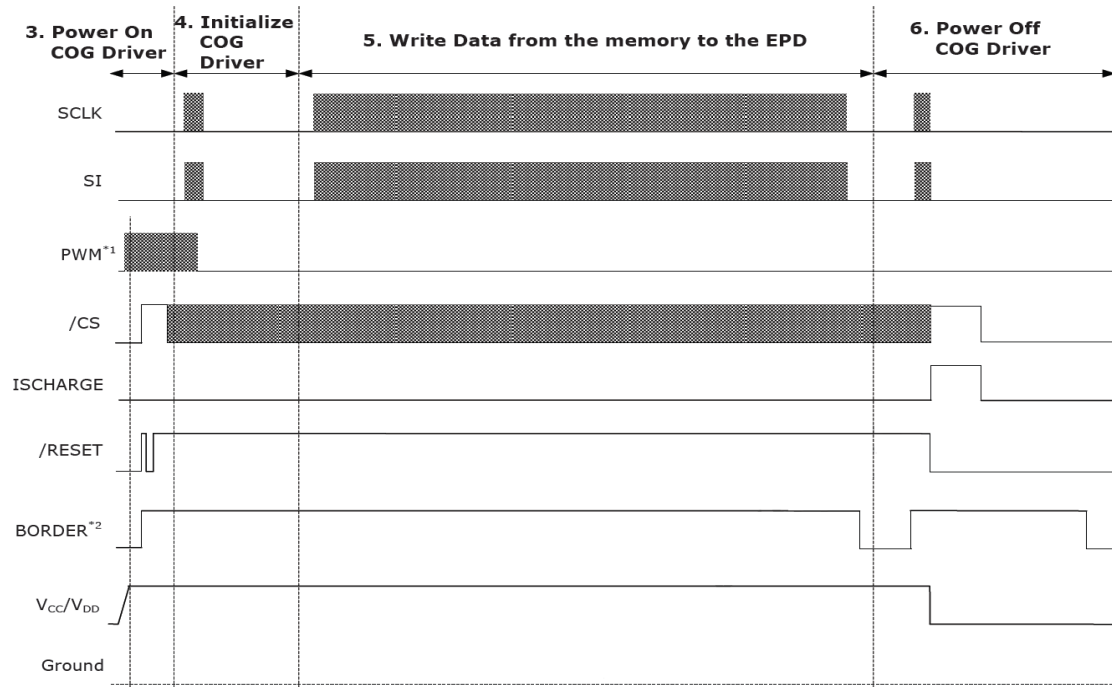 3. Power On
COG Driver
4. Initialize
COG
Driver
5. Write Data from the memory to the EPD
6. Power Off
COG Driver
SCLK
SI
PWM*1
/CS
ISCHARGE
/RESET
BORDER*2
VCC/VDD
Ground